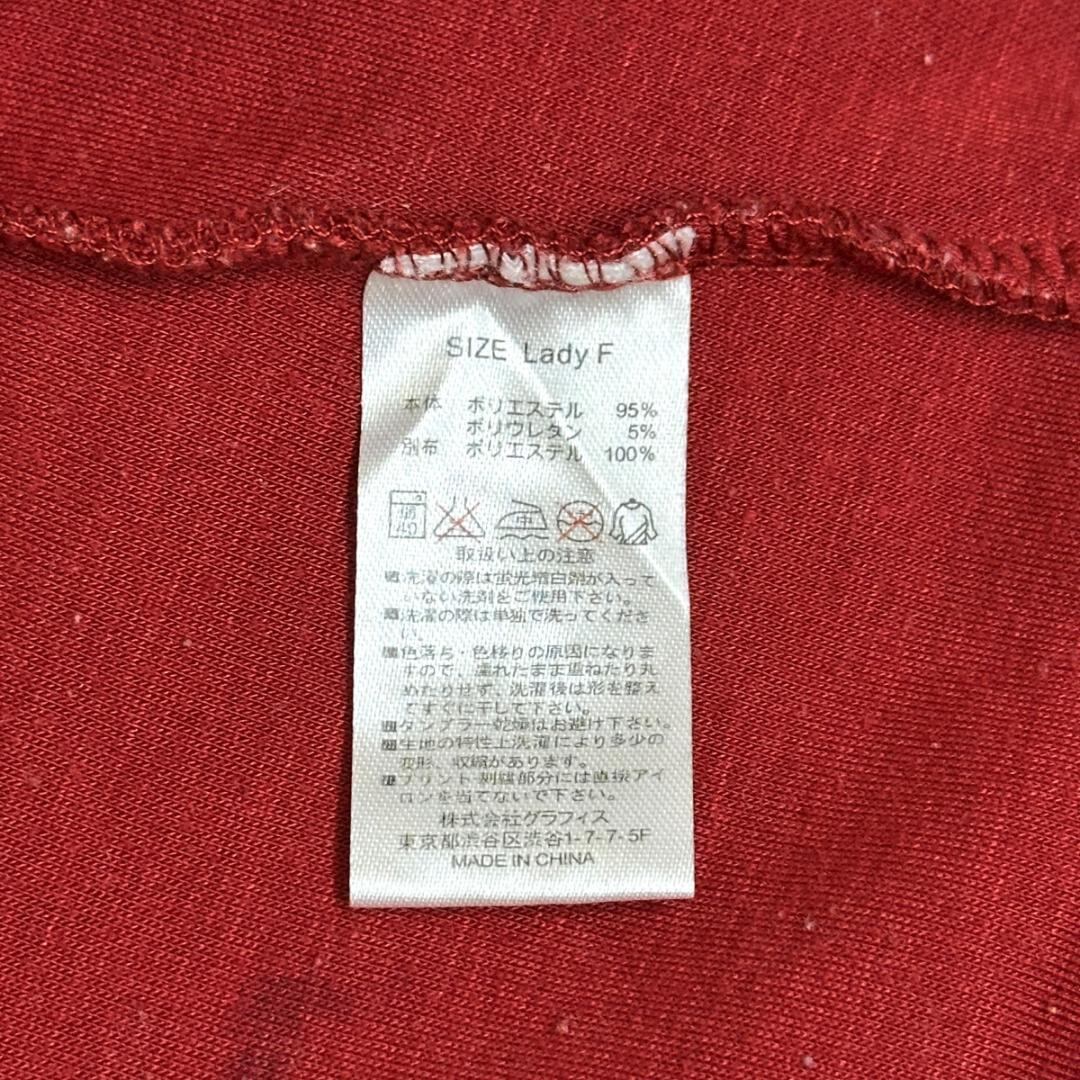 SIZE Lady F
本体 ポリエステル 95%
ポリウレタン 5%
別布 ポリエステル 100%
40
中
取扱い上の注意
洗濯の際は蛍光増白剤が入って
いない洗剤をご使用下さい。
洗濯の際は単独で洗ってくださ
い。
色落ち・色移りの原因になりま
すので、濡れたまま重ねたり丸
めたりせず、洗濯後は形を整え
てすぐに干して下さい。
タンブラー乾燥はお避け下さい。
生地の特性上洗濯により多少の
変形、収縮があります。
プリント・刺繍部分には直接アイ
ロンを当てないで下さい。
株式会社グラフィス
東京都渋谷区渋谷1-7-7-5F
MADE IN CHINA